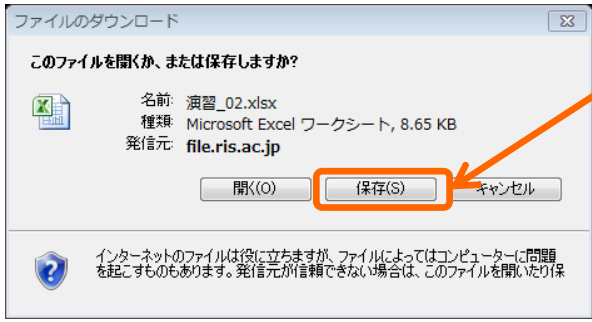 ファイルのダウンロード
このファイルを開くか、または保存しますか?
名前: 演習_02.xlsx
種類: Microsoft Excel ワークシート, 8.65 KB
発信元: file.ris.ac.jp
開く(O) 保存(S) キャンセル
インターネットのファイルは役に立ちますが、ファイルによってはコンピューターに問題
を起こすものもあります。発信元が信頼できない場合は、このファイルを開いたり保